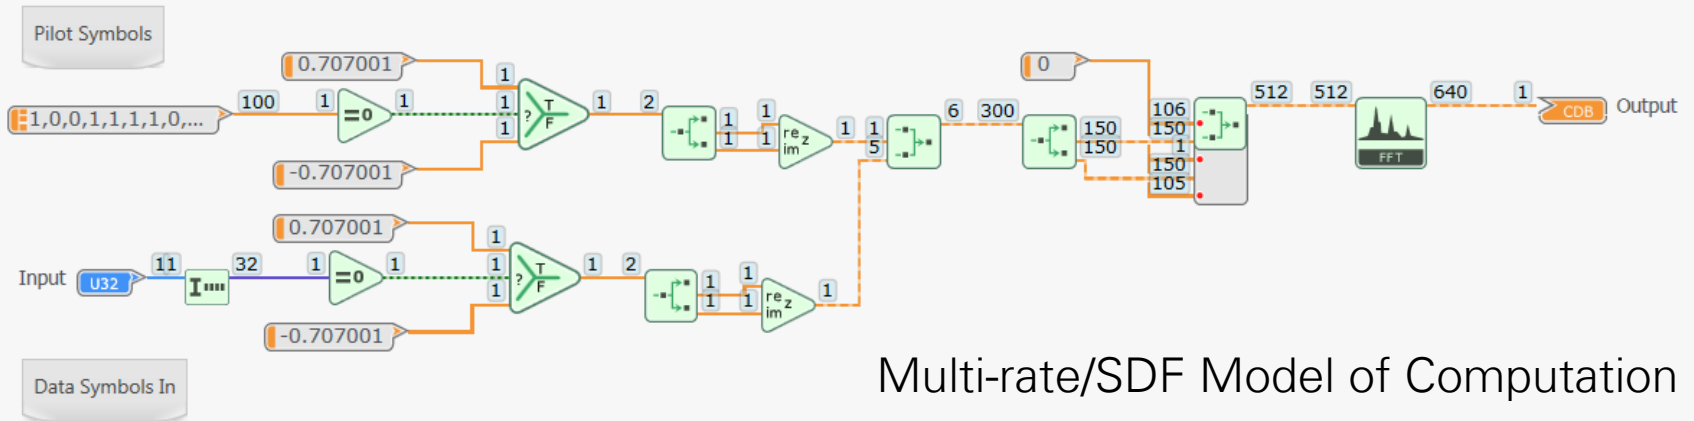 Pilot Symbols
0.707001
0
1
512 512 640 1
100 1 1 1 1 2 106 CDB Output
1,0,0,1,1,1,1,0,... =0 ? T F 1 1 6 300 150 150
1 1 re z im 1 1 1
1 5 150 150 FFT
-0.707001 105
0.707001
1
Input U32 11 32 1 =0 1 1 ? T F 1 2 1
1 1 1 re z im 1
1
-0.707001
Data Symbols In
Multi-rate/SDF Model of Computation